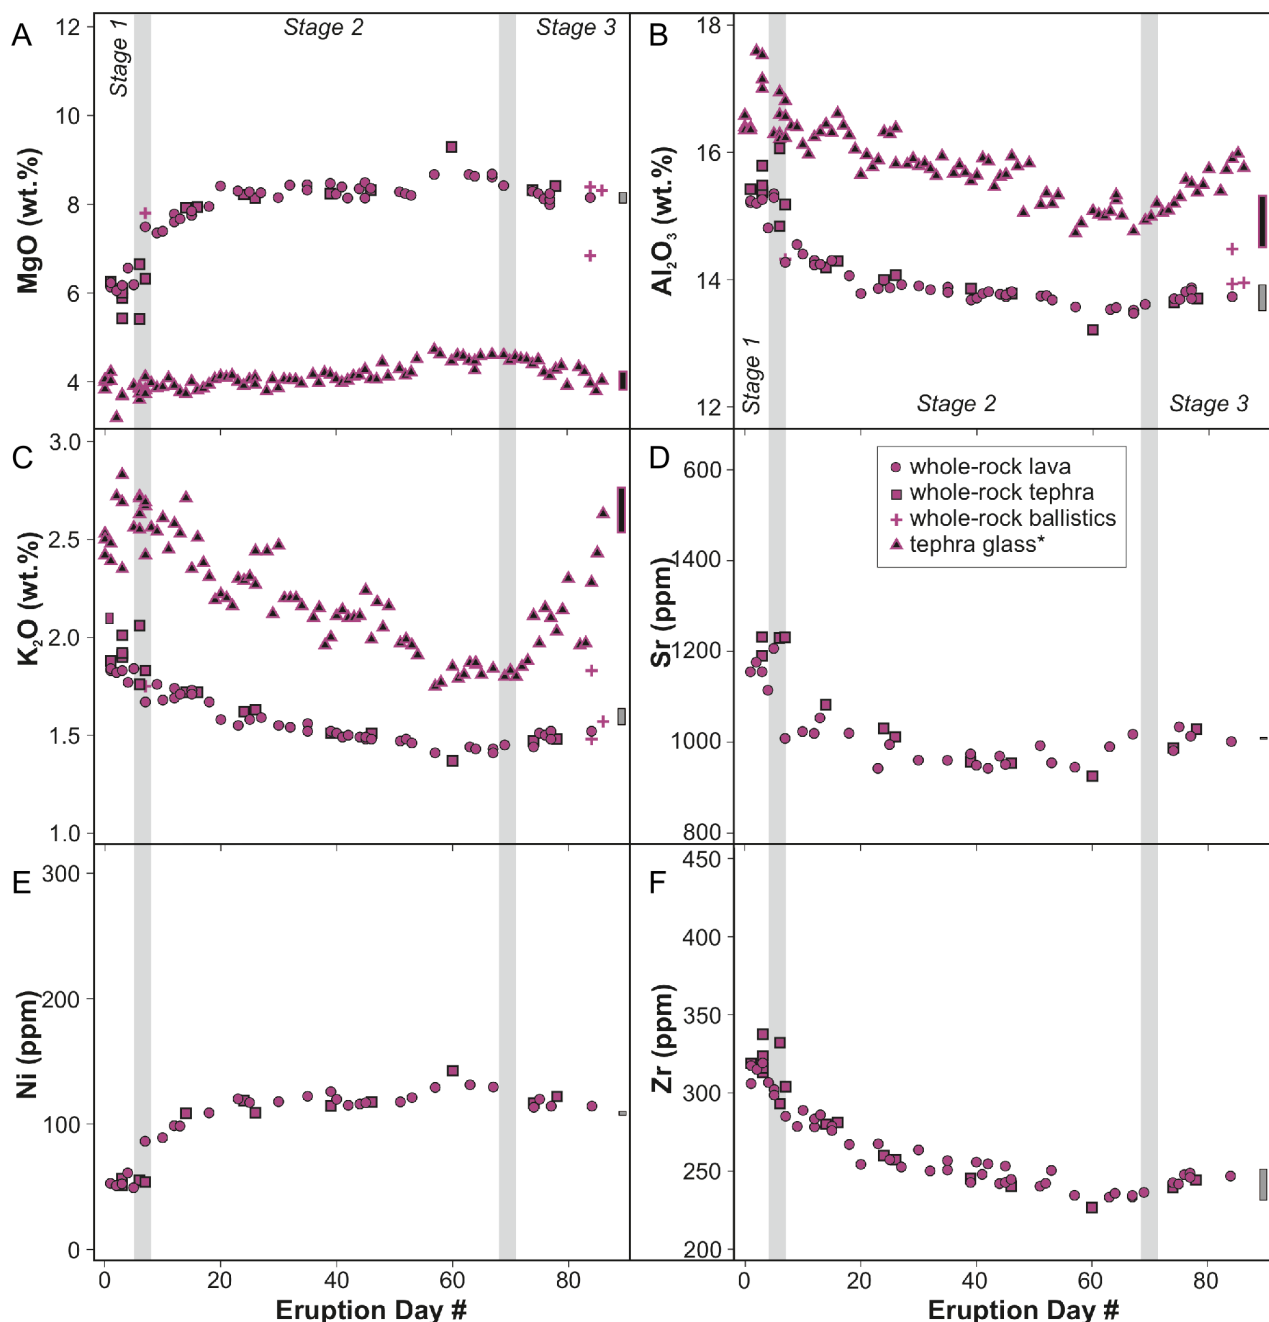 A
Stage 1
Stage 2
Stage 3
12
10
8
6
4
MgO (wt.%)
B
18
16
14
12
Al2O3 (wt.%)
Stage 1
Stage 2
Stage 3
C
3.0
2.5
2.0
1.5
1.0
K2O (wt.%)
D
1600
1400
1200
1000
800
Sr (ppm)
whole-rock lava
whole-rock tephra
whole-rock ballistics
tephra glass*
E
300
200
100
0
Ni (ppm)
F
450
400
350
300
250
200
Zr (ppm)
0 20 40 60 80
Eruption Day #
0 20 40 60 80
Eruption Day #